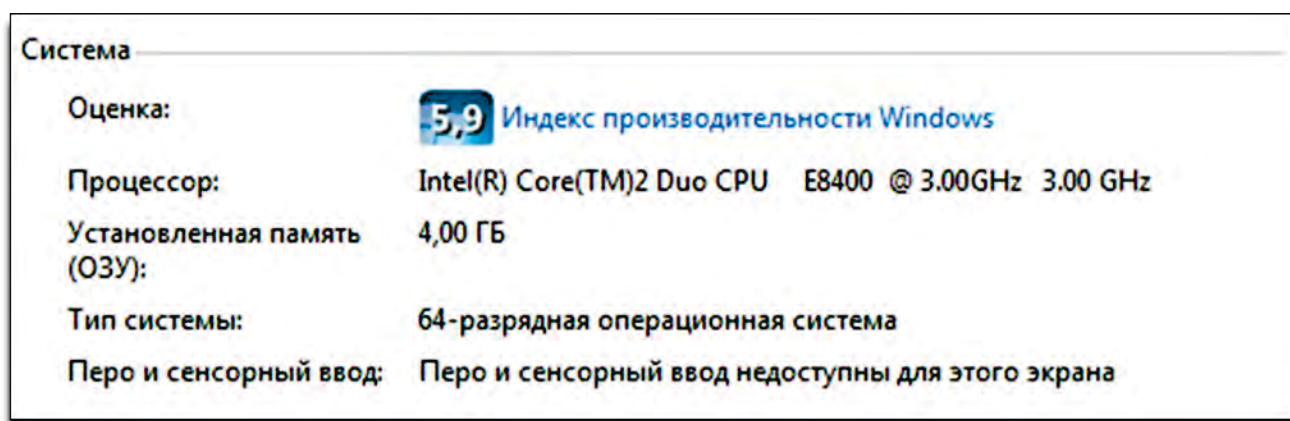 Система
Оценка: 5,9 Индекс производительности Windows
Процессор: Intel(R) Core(TM)2 Duo CPU E8400 @ 3.00GHz 3.00 GHz
Установленная память 4,00 ГБ
(ОЗУ):
Тип системы: 64-разрядная операционная система
Перо и сенсорный ввод: Перо и сенсорный ввод недоступны для этого экрана